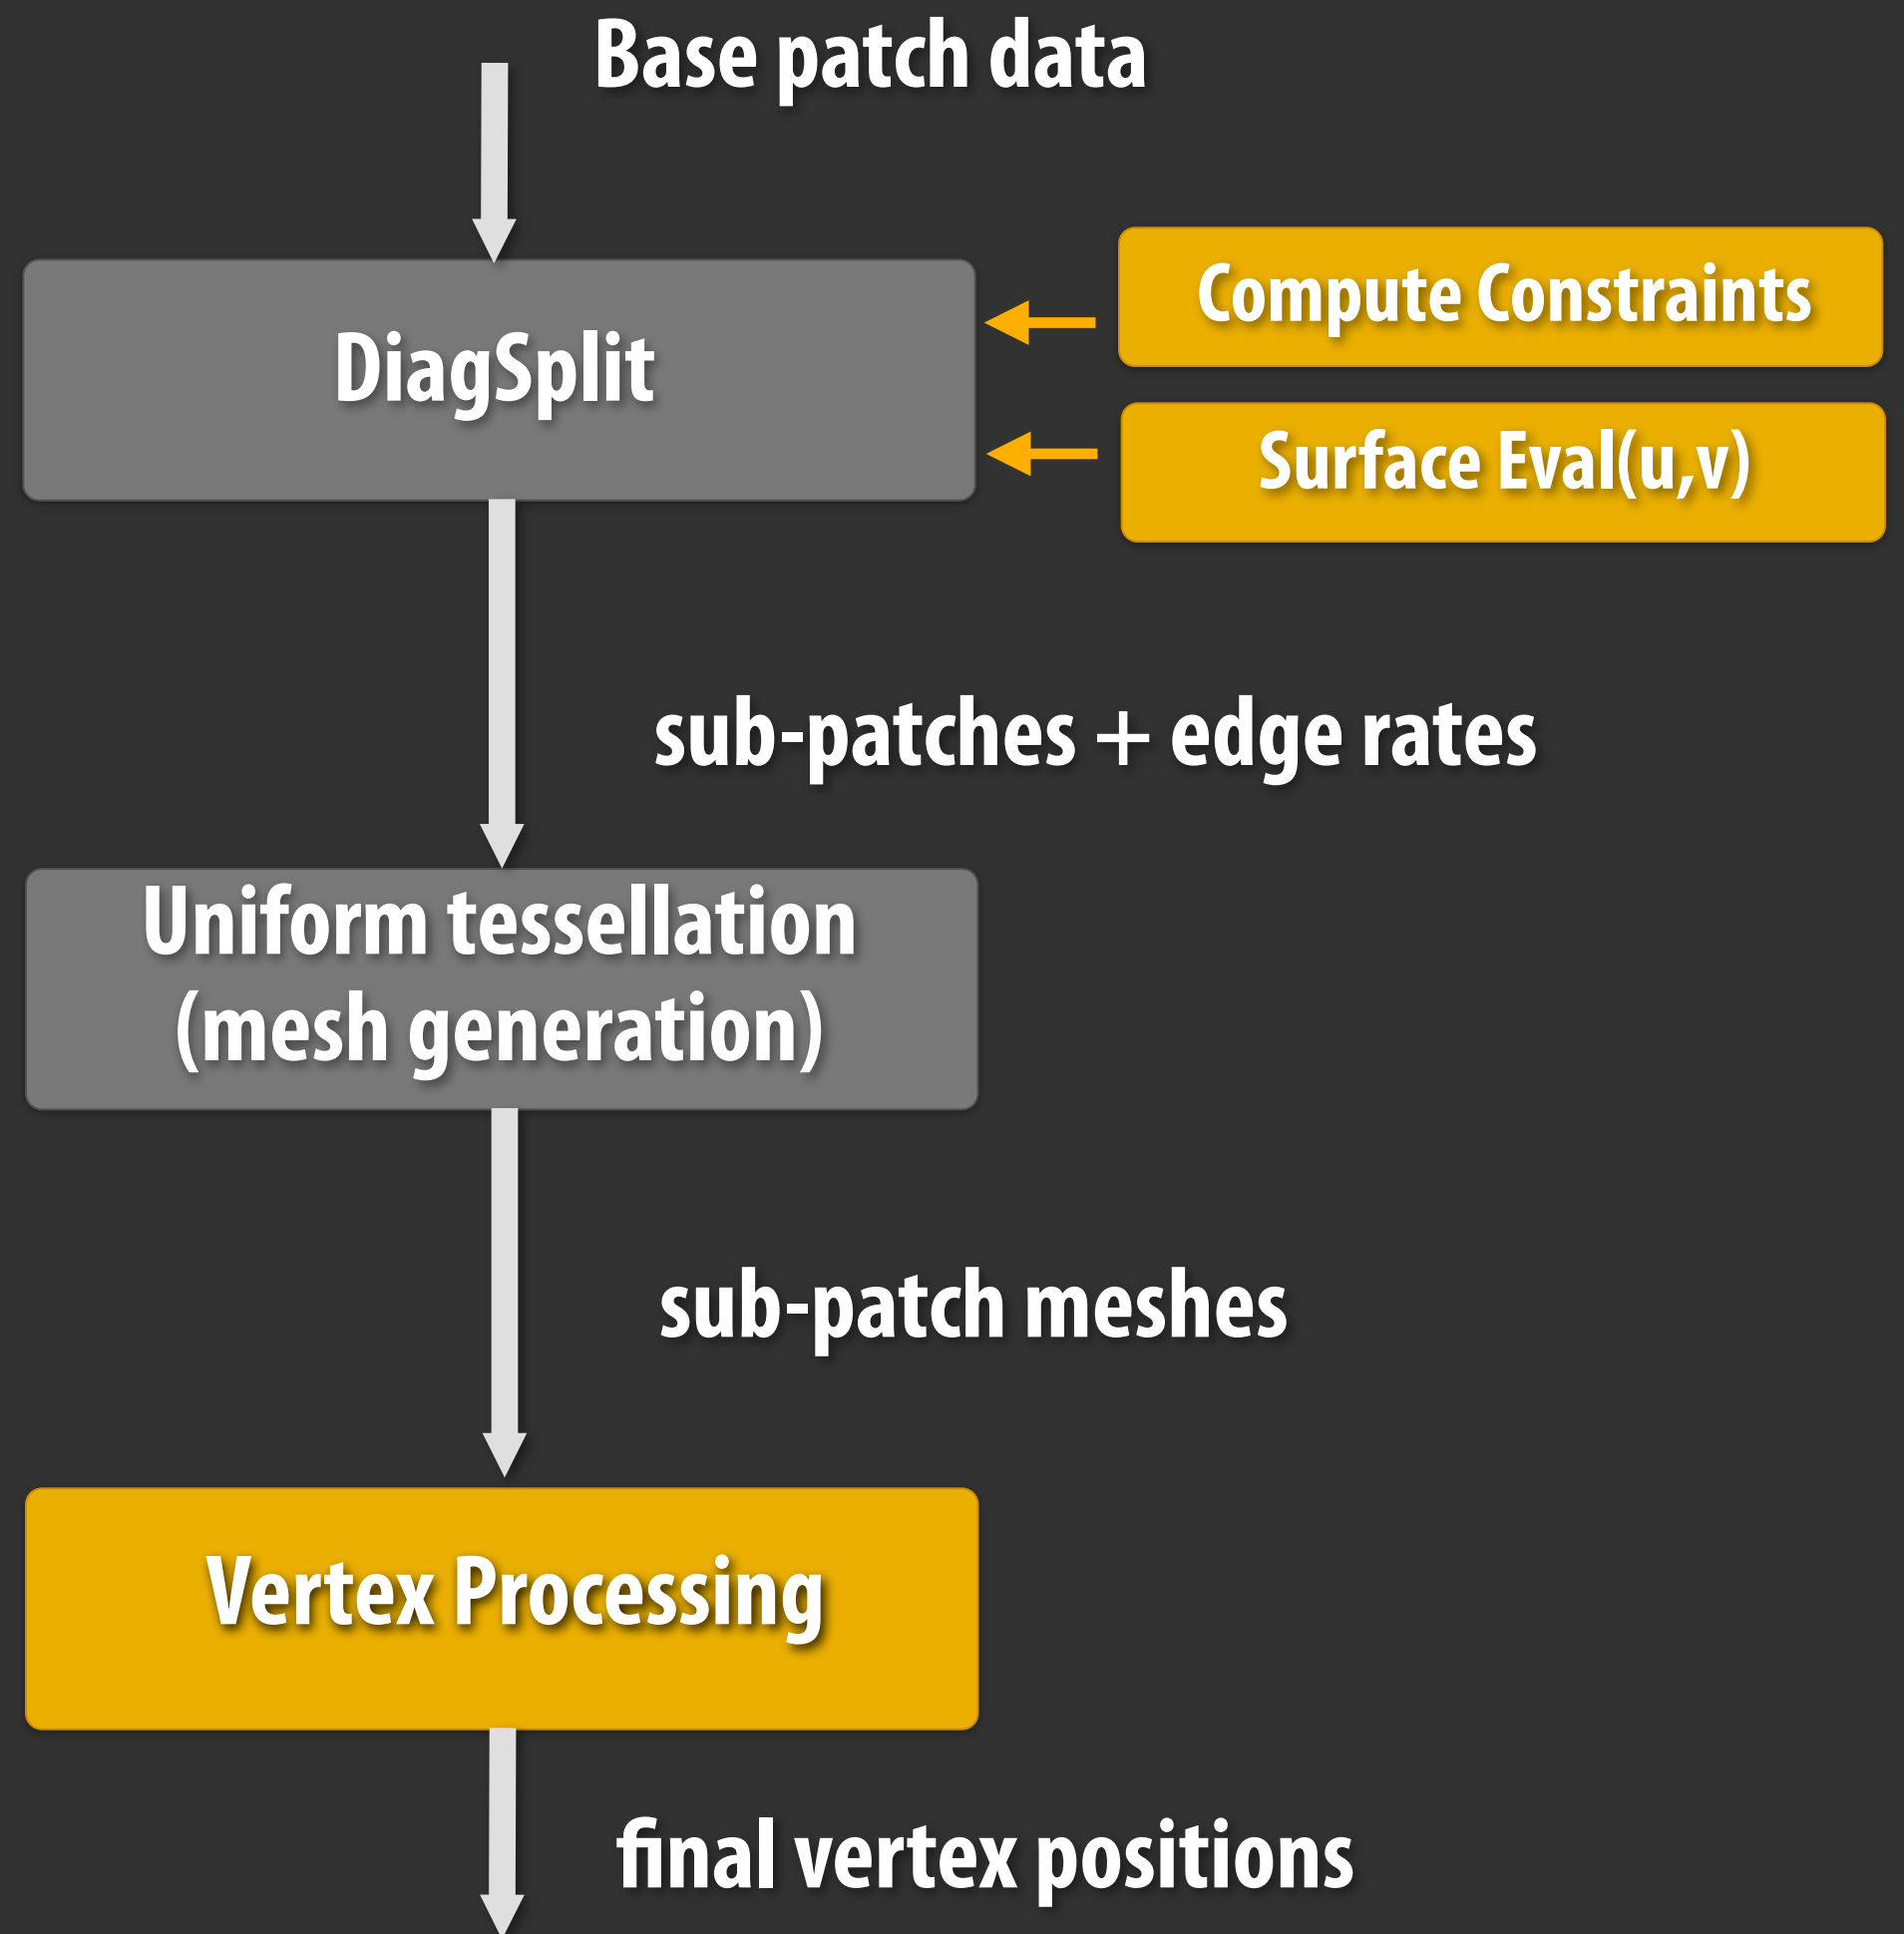 Base patch data
Compute Constraints
DiagSplit
Surface Eval(u,v)
sub-patches + edge rates
Uniform tessellation
(mesh generation)
sub-patch meshes
Vertex Processing
final vertex positions